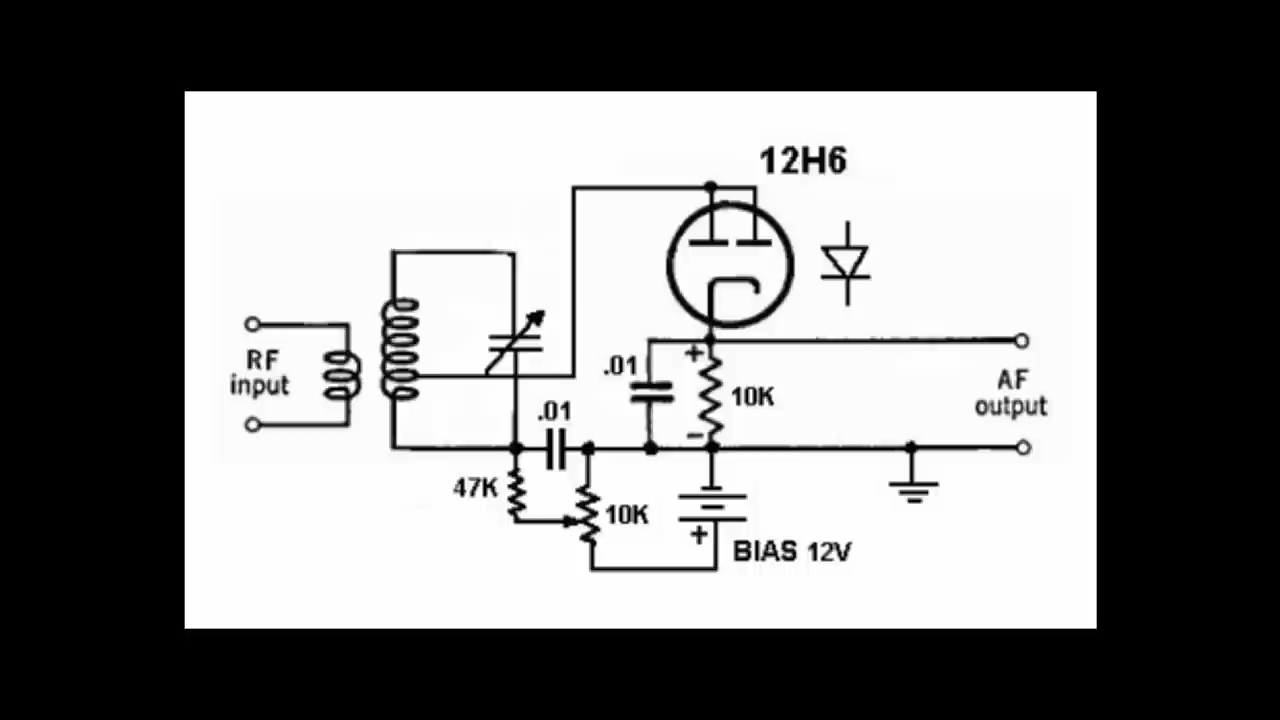 12H6
RF
input
.01
+
10K
AF
output
.01
−
47K
10K
+
BIAS 12V